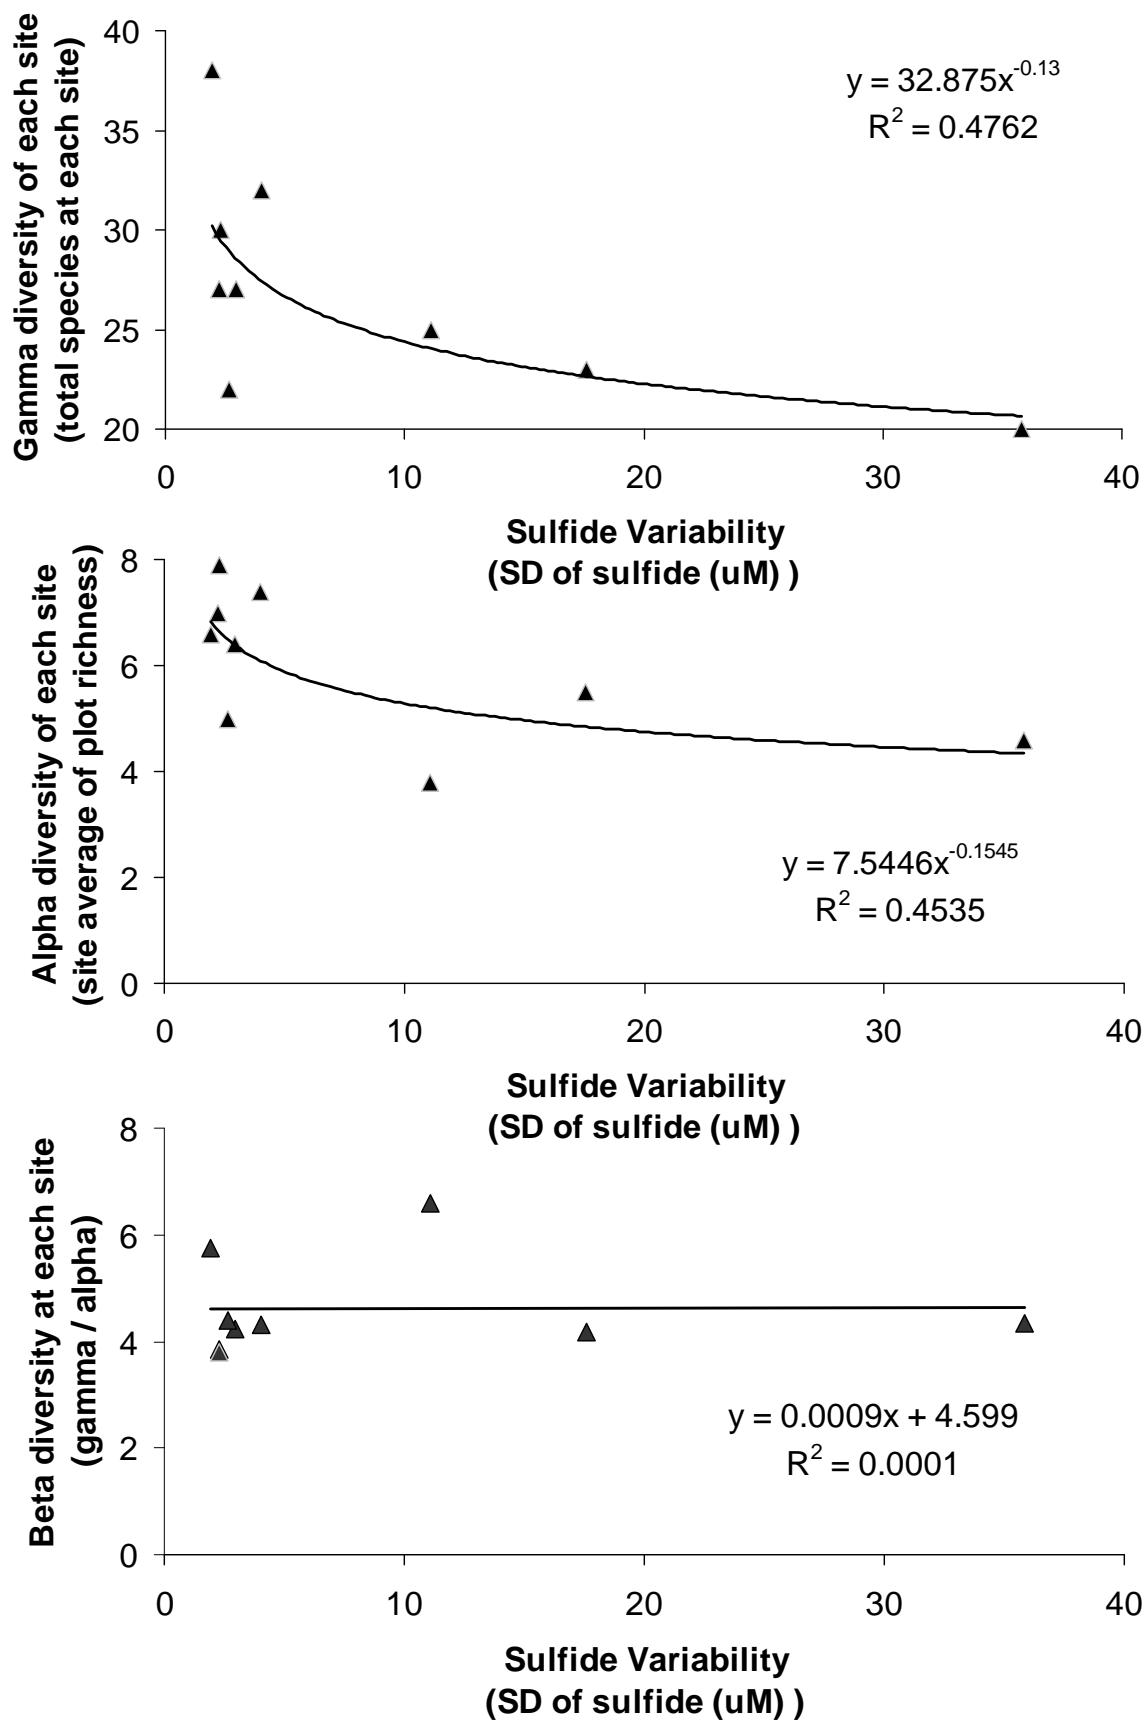 Gamma diversity of each site
(total species at each site)
40
35
30
25
20
y = 32.875x^-0.13
R² = 0.4762
0 10 20 30 40
Sulfide Variability
(SD of sulfide (uM) )
Alpha diversity of each site
(site average of plot richness)
8
6
4
2
0
y = 7.5446x^-0.1545
R² = 0.4535
0 10 20 30 40
Sulfide Variability
(SD of sulfide (uM) )
Beta diversity at each site
(gamma / alpha)
8
6
4
2
0
y = 0.0009x + 4.599
R² = 0.0001
0 10 20 30 40
Sulfide Variability
(SD of sulfide (uM) )